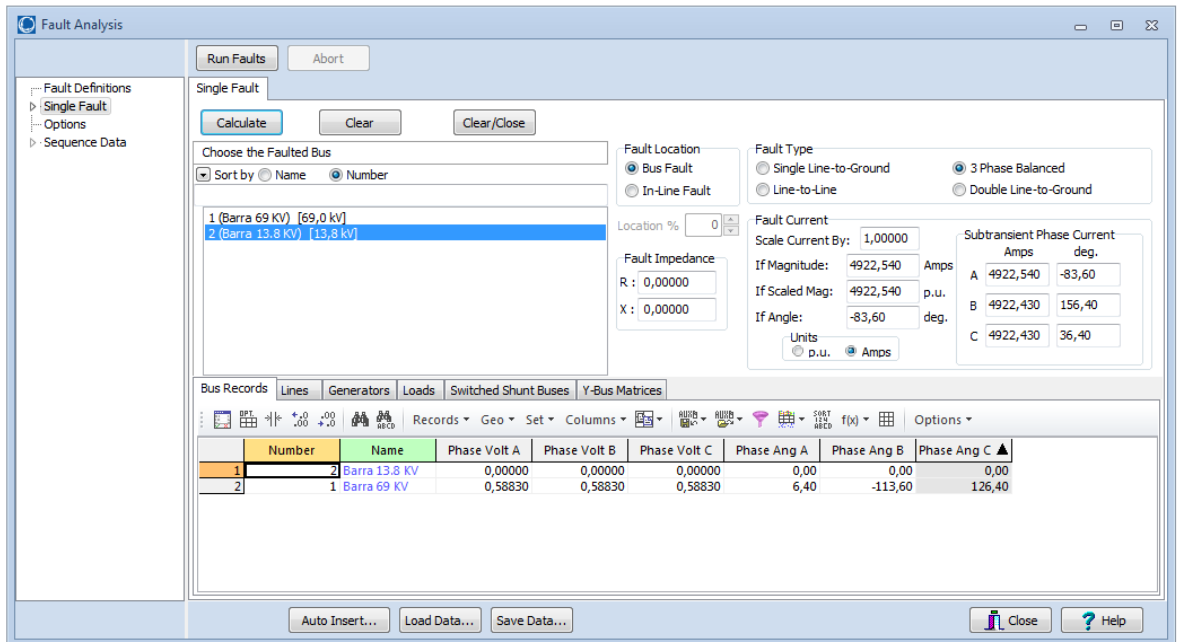 Fault Analysis
Run Faults Abort
Fault Definitions
Single Fault
Options
Sequence Data
Single Fault
Calculate Clear Clear/Close
Choose the Faulted Bus
Sort by Name Number
1 (Barra 69 KV) [69,0 kV]
2 (Barra 13.8 KV) [13,8 kV]
Fault Location
Bus Fault
In-Line Fault
Location % 0
Fault Impedance
R : 0,00000
X : 0,00000
Fault Type
Single Line-to-Ground 3 Phase Balanced
Line-to-Line Double Line-to-Ground
Fault Current
Scale Current By: 1,00000
If Magnitude: 4922,540 Amps
If Scaled Mag: 4922,540 p.u.
If Angle: -83,60 deg.
Units
p.u. Amps
Subtransient Phase Current
Amps deg.
A 4922,540 -83,60
B 4922,430 156,40
C 4922,430 36,40
Bus Records Lines Generators Loads Switched Shunt Buses Y-Bus Matrices
Records Geo Set Columns f(x) Options
Number Name Phase Volt A Phase Volt B Phase Volt C Phase Ang A Phase Ang B Phase Ang C
1 2 Barra 13.8 KV 0,00000 0,00000 0,00000 0,00 0,00 0,00
2 1 Barra 69 KV 0,58830 0,58830 0,58830 6,40 -113,60 126,40
Auto Insert... Load Data... Save Data... Close Help